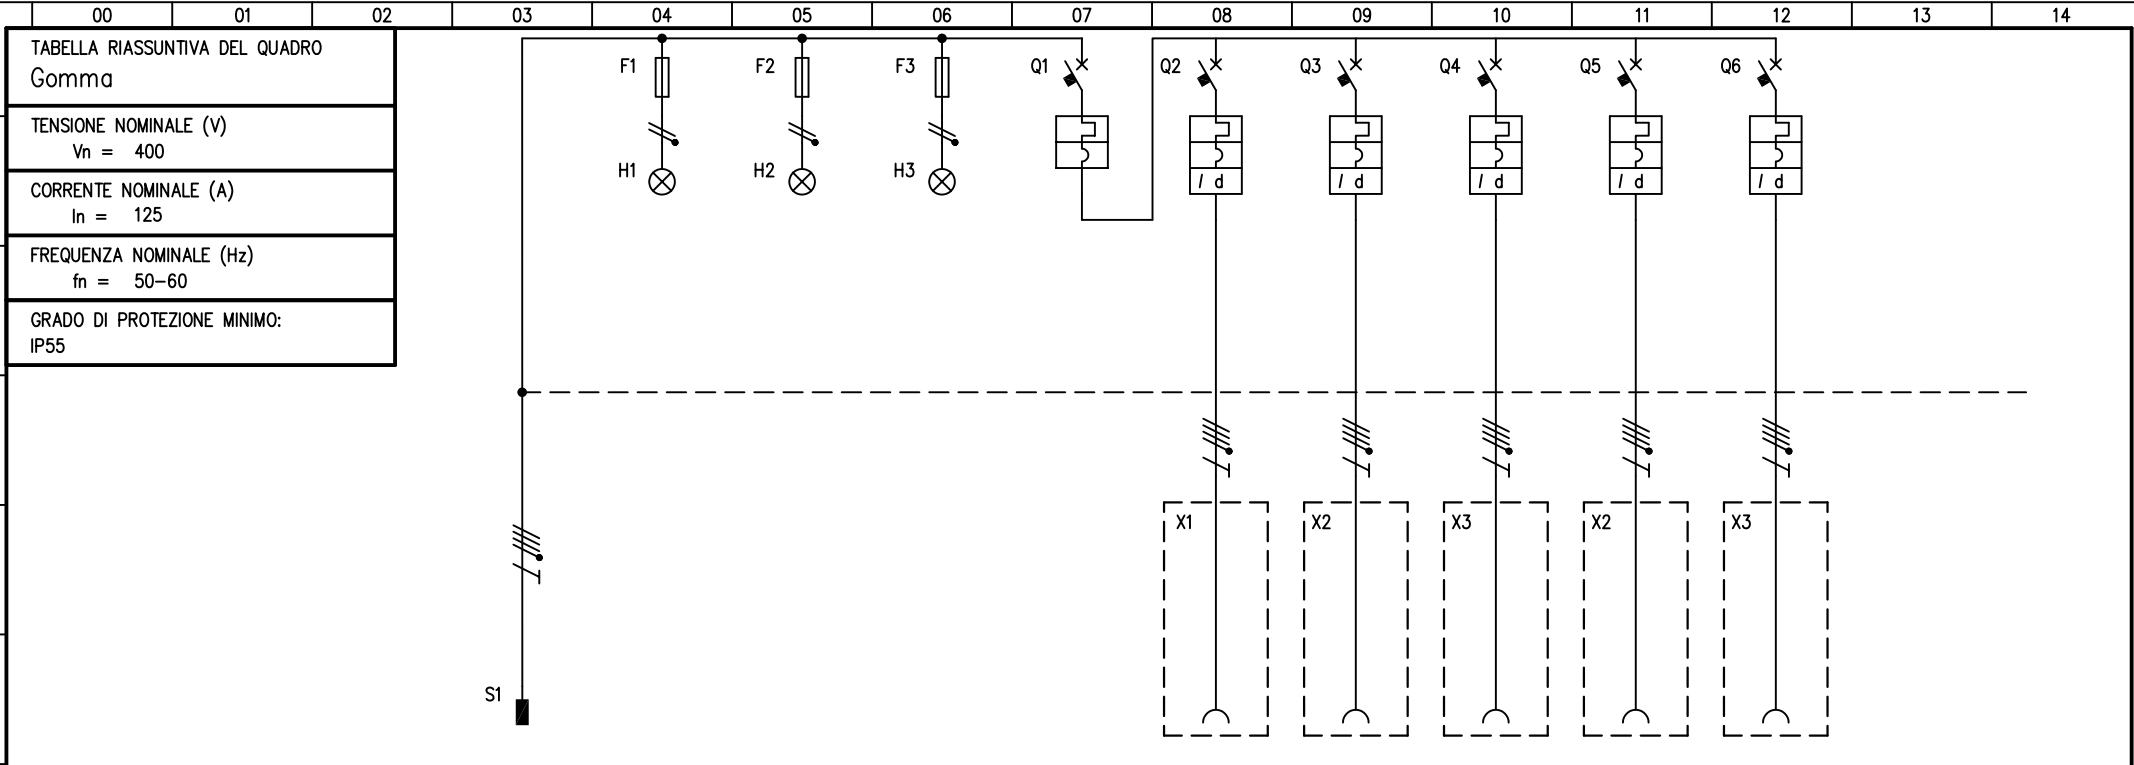 00 01 02 03 04 05 06 07 08 09 10 11 12 13 14
TABELLA RIASSUNTIVA DEL QUADRO
Gomma
TENSIONE NOMINALE (V)
Vn = 400
CORRENTE NOMINALE (A)
In = 125
FREQUENZA NOMINALE (Hz)
fn = 50-60
GRADO DI PROTEZIONE MINIMO:
IP55
F1 F2 F3 Q1 Q2 Q3 Q4 Q5 Q6
H1 H2 H3
I d I d I d I d I d
X1 X2 X3 X2 X3
S1